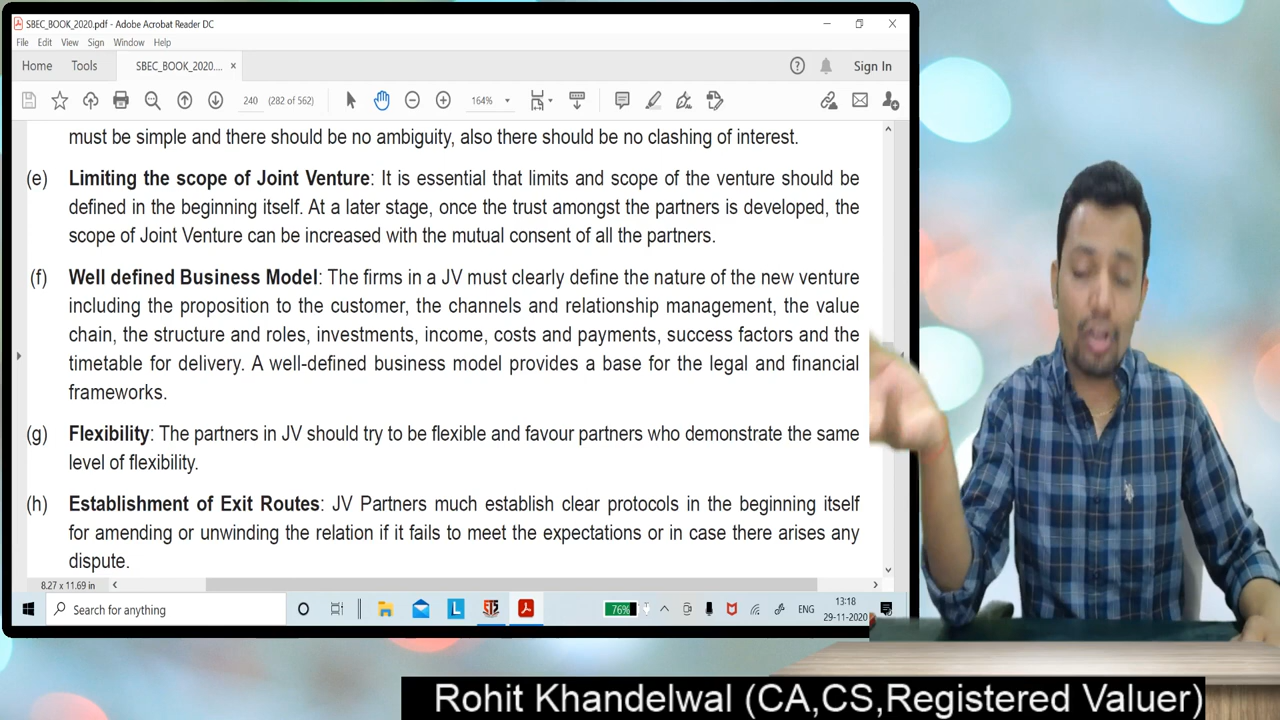 SBEC_BOOK_2020.pdf - Adobe Acrobat Reader DC
File Edit View Sign Window Help
Home Tools SBEC_BOOK_2020.... × Sign In
240 (282 of 562) 164%
must be simple and there should be no ambiguity, also there should be no clashing of interest.
(e) Limiting the scope of Joint Venture: It is essential that limits and scope of the venture should be
defined in the beginning itself. At a later stage, once the trust amongst the partners is developed, the
scope of Joint Venture can be increased with the mutual consent of all the partners.
(f) Well defined Business Model: The firms in a JV must clearly define the nature of the new venture
including the proposition to the customer, the channels and relationship management, the value
chain, the structure and roles, investments, income, costs and payments, success factors and the
timetable for delivery. A well-defined business model provides a base for the legal and financial
frameworks.
(g) Flexibility: The partners in JV should try to be flexible and favour partners who demonstrate the same
level of flexibility.
(h) Establishment of Exit Routes: JV Partners much establish clear protocols in the beginning itself
for amending or unwinding the relation if it fails to meet the expectations or in case there arises any
dispute.
8.27 x 11.69 in
Search for anything 76% ENG 13:18
29-11-2020
Rohit Khandelwal (CA,CS,Registered Valuer)